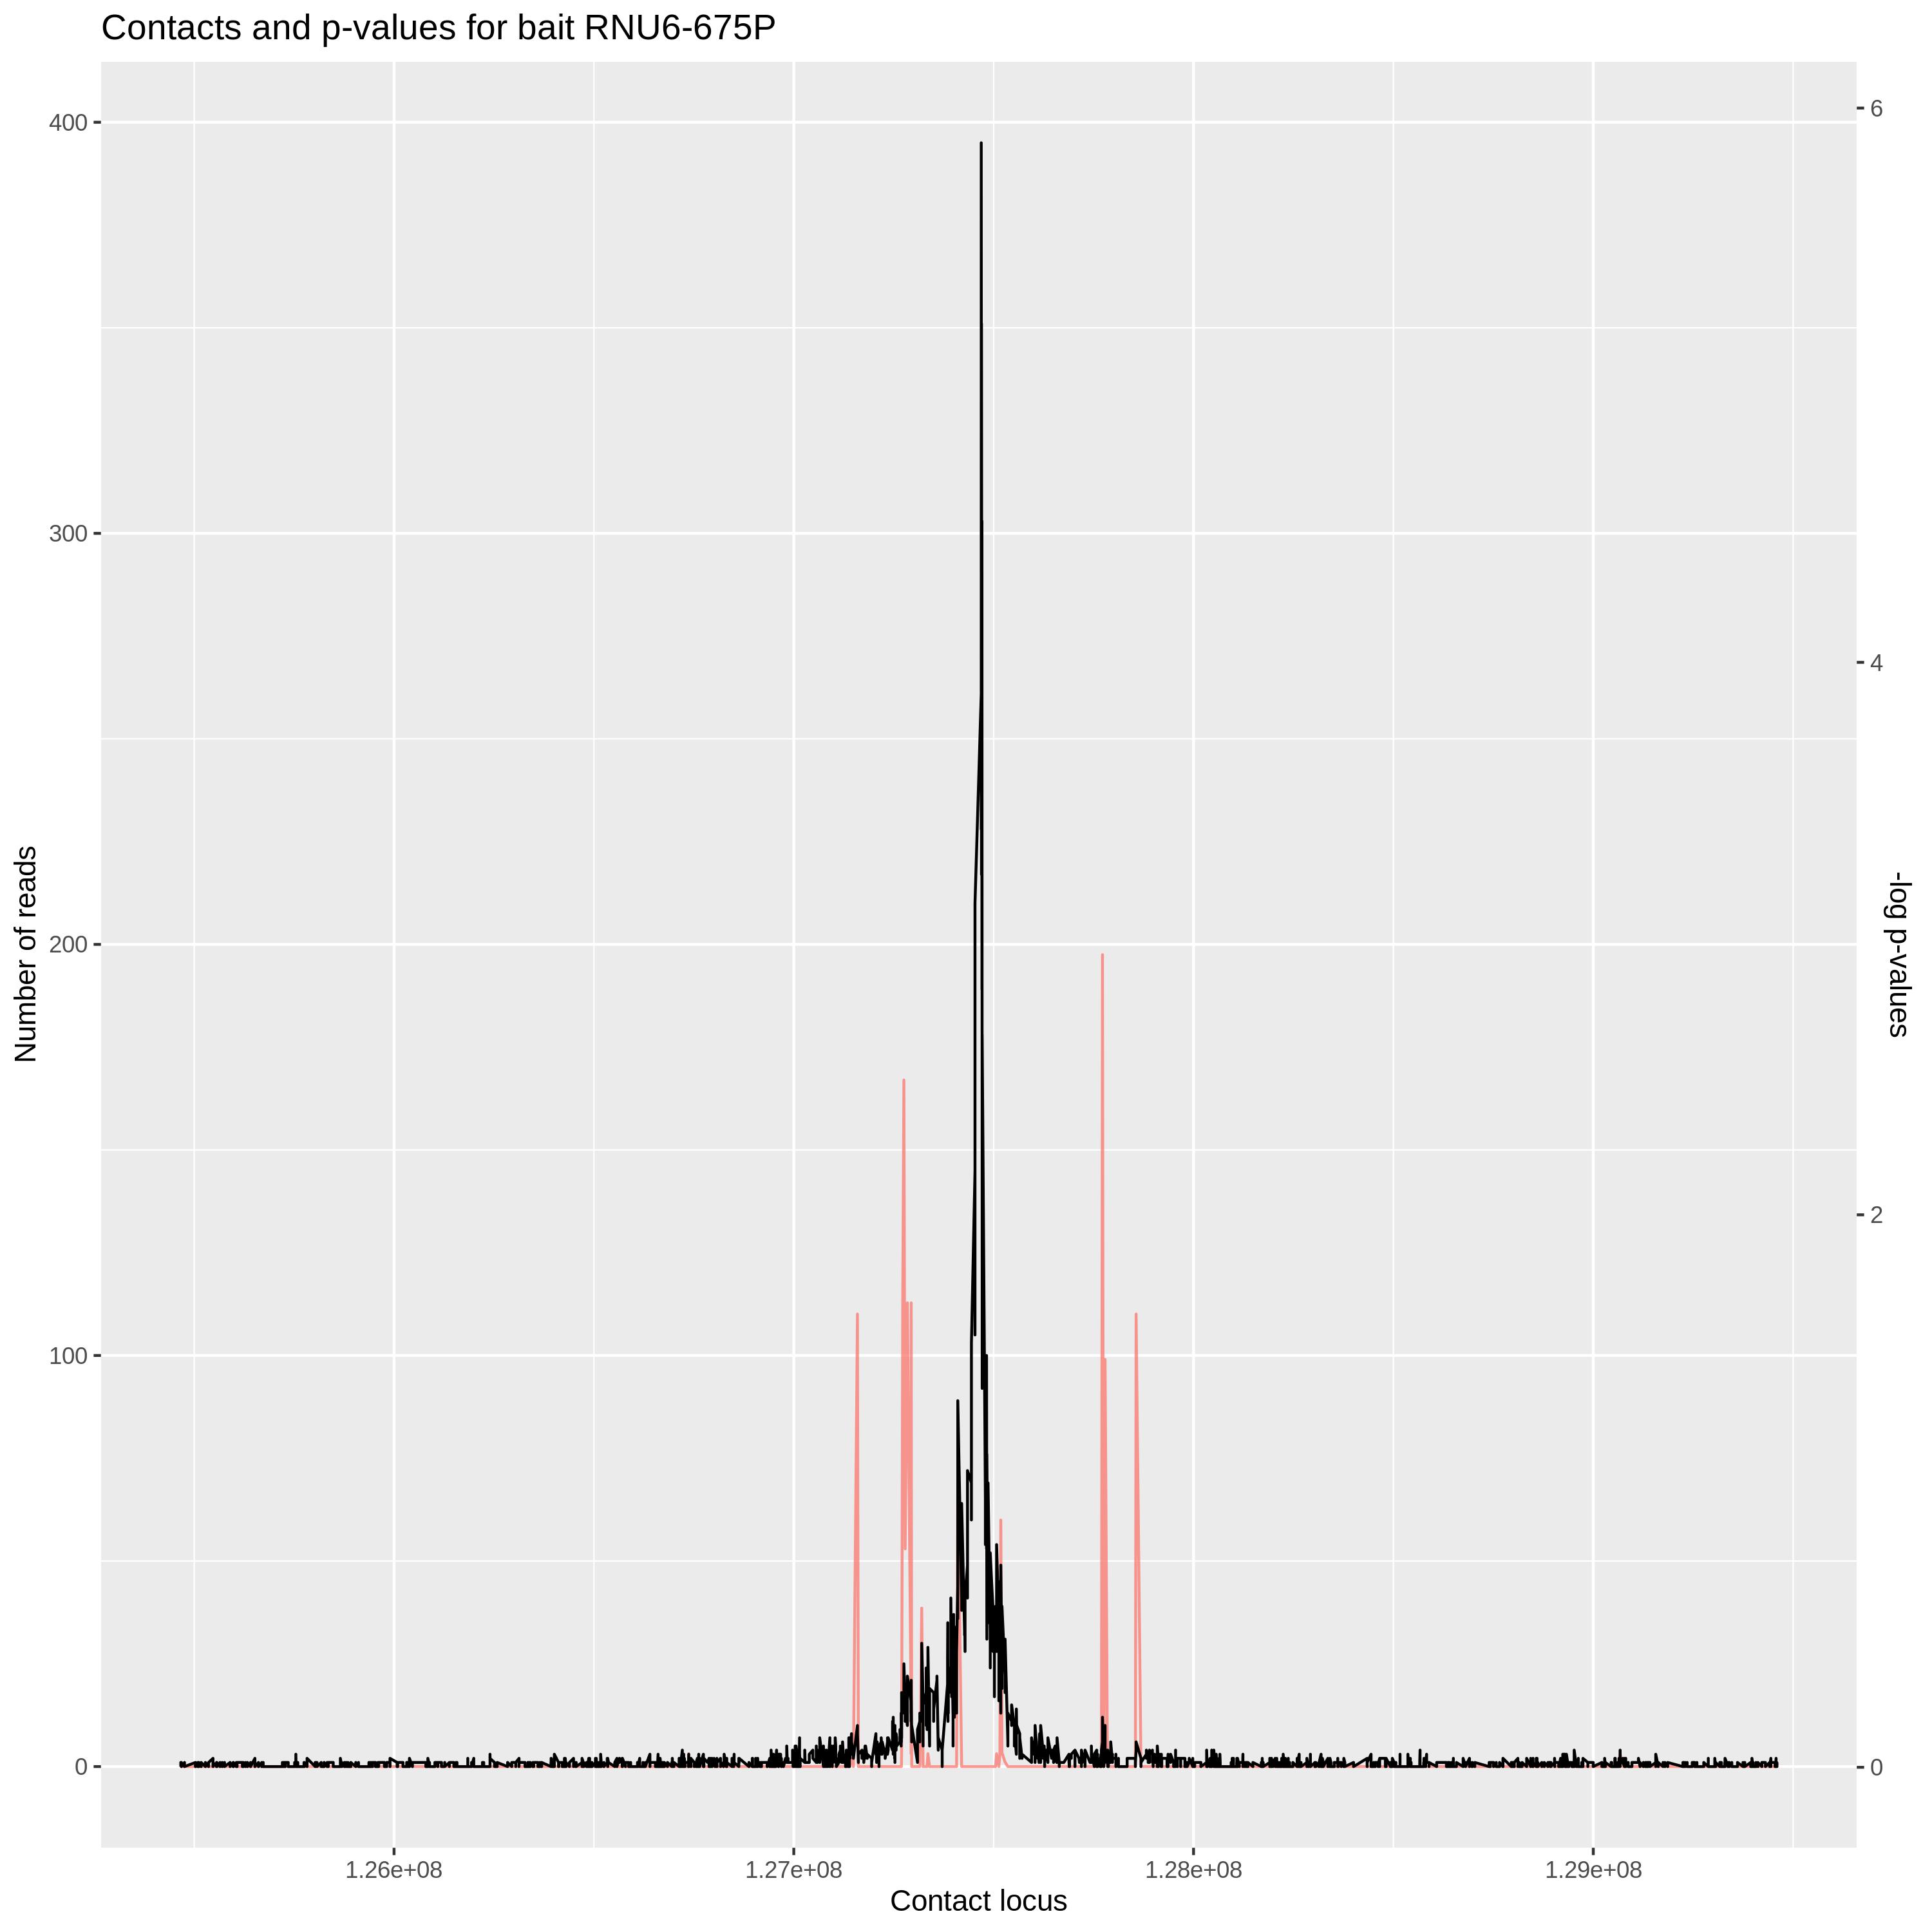 Contacts and p-values for bait RNU6-675P
400
300
200
100
0
6
4
2
0
Number of reads
-log p-values
1.26e+08
1.27e+08
1.28e+08
1.29e+08
Contact locus